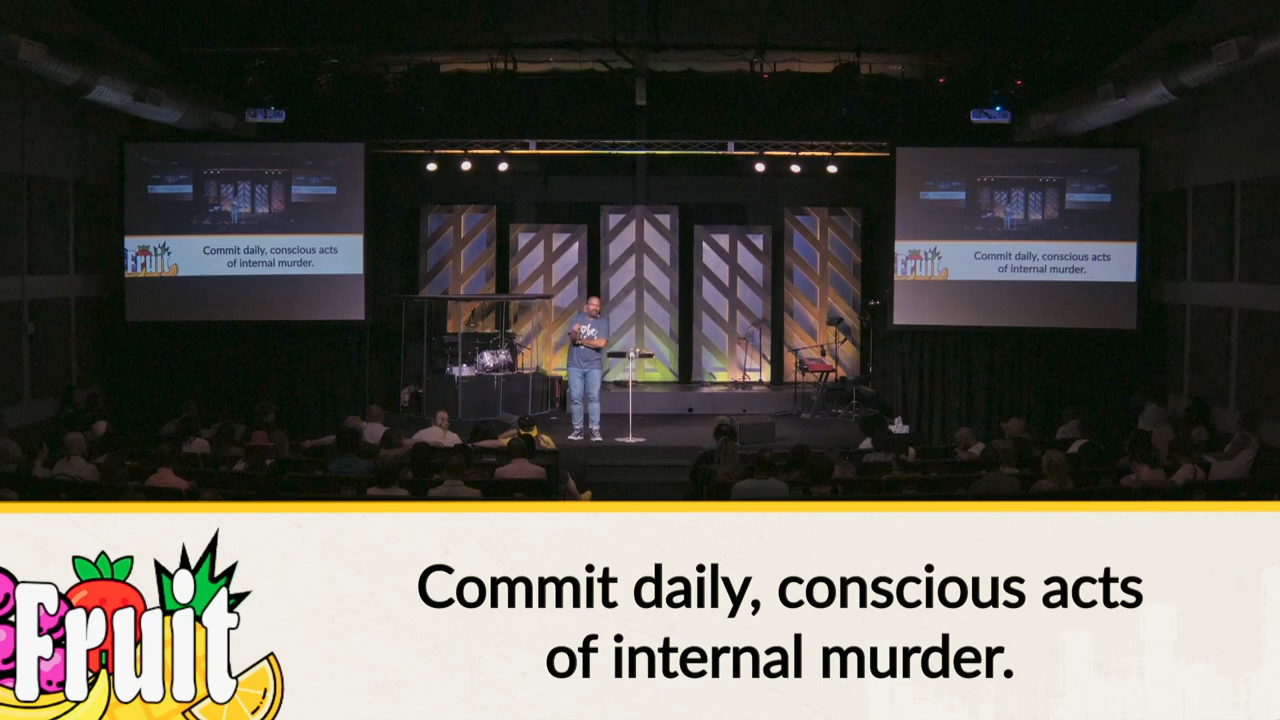 Commit daily, conscious acts
of internal murder.
Fruit
Commit daily, conscious acts
of internal murder.
Fruit
Fruit
Commit daily, conscious acts
of internal murder.